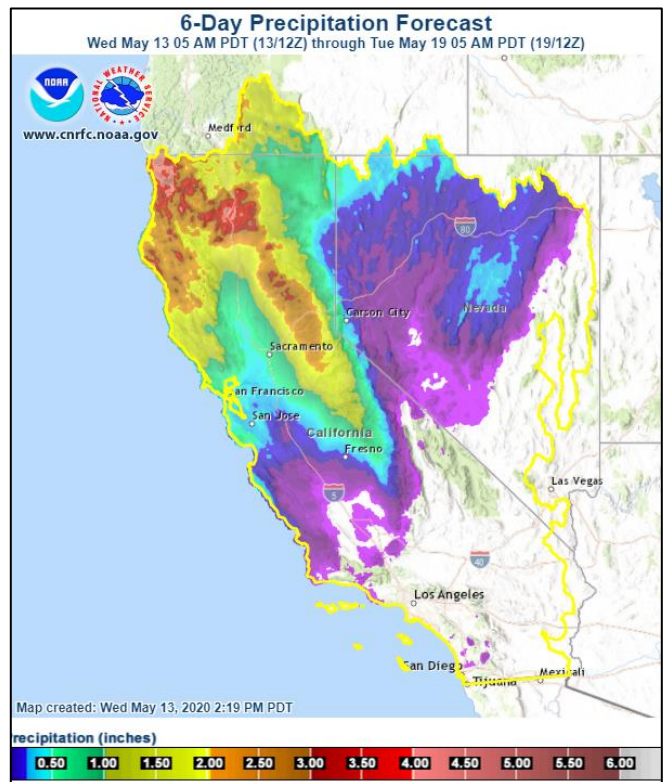 6-Day Precipitation Forecast
Wed May 13 05 AM PDT (13/12Z) through Tue May 19 05 AM PDT (19/12Z)
NOAA
NATIONAL WEATHER SERVICE
www.cnrfc.noaa.gov
Medford
80
Nevada
Carson City
Sacramento
an Francisco
San Jose
California
Fresno
5
Las Vegas
40
Los Angeles
San Diego
Tijuana
Mexicali
Map created: Wed May 13, 2020 2:19 PM PDT
recipitation (inches)
0.50 1.00 1.50 2.00 2.50 3.00 3.50 4.00 4.50 5.00 5.50 6.00